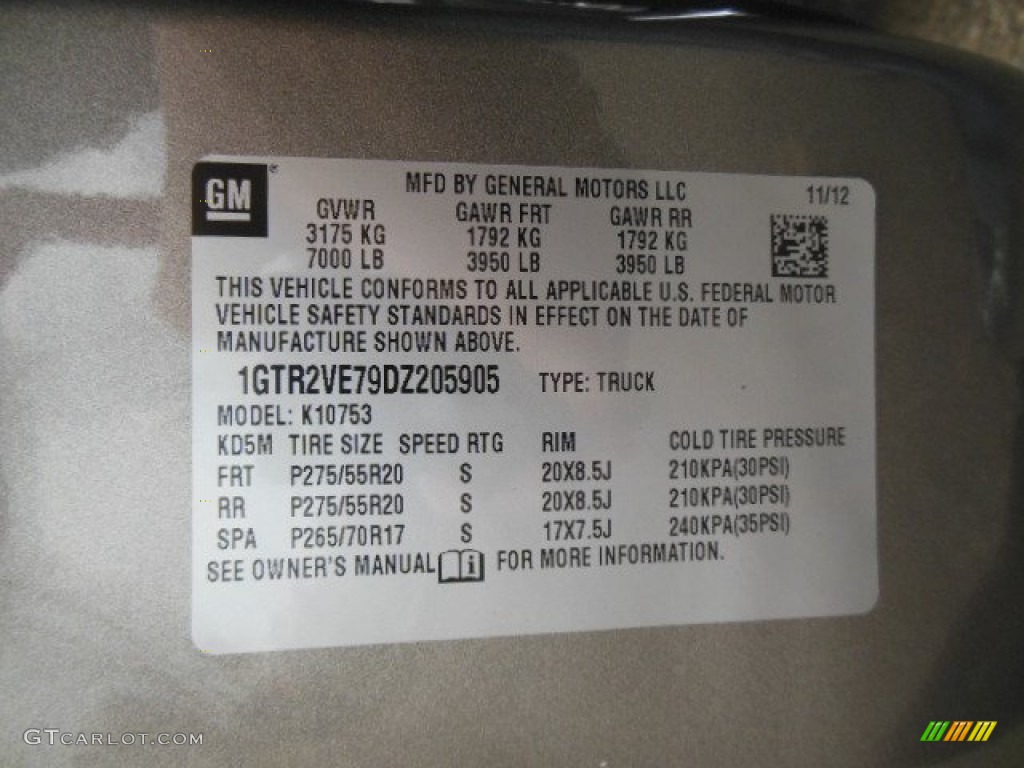 GM
MFD BY GENERAL MOTORS LLC 11/12
GVWR GAWR FRT GAWR RR
3175 KG 1792 KG 1792 KG
7000 LB 3950 LB 3950 LB
THIS VEHICLE CONFORMS TO ALL APPLICABLE U.S. FEDERAL MOTOR
VEHICLE SAFETY STANDARDS IN EFFECT ON THE DATE OF
MANUFACTURE SHOWN ABOVE.
1GTR2VE79DZ205905 TYPE: TRUCK
MODEL: K10753
KD5M TIRE SIZE SPEED RTG RIM COLD TIRE PRESSURE
FRT P275/55R20 S 20X8.5J 210KPA(30PSI)
RR P275/55R20 S 20X8.5J 210KPA(30PSI)
SPA P265/70R17 S 17X7.5J 240KPA(35PSI)
SEE OWNER'S MANUAL i FOR MORE INFORMATION.
GTCARLOT.COM